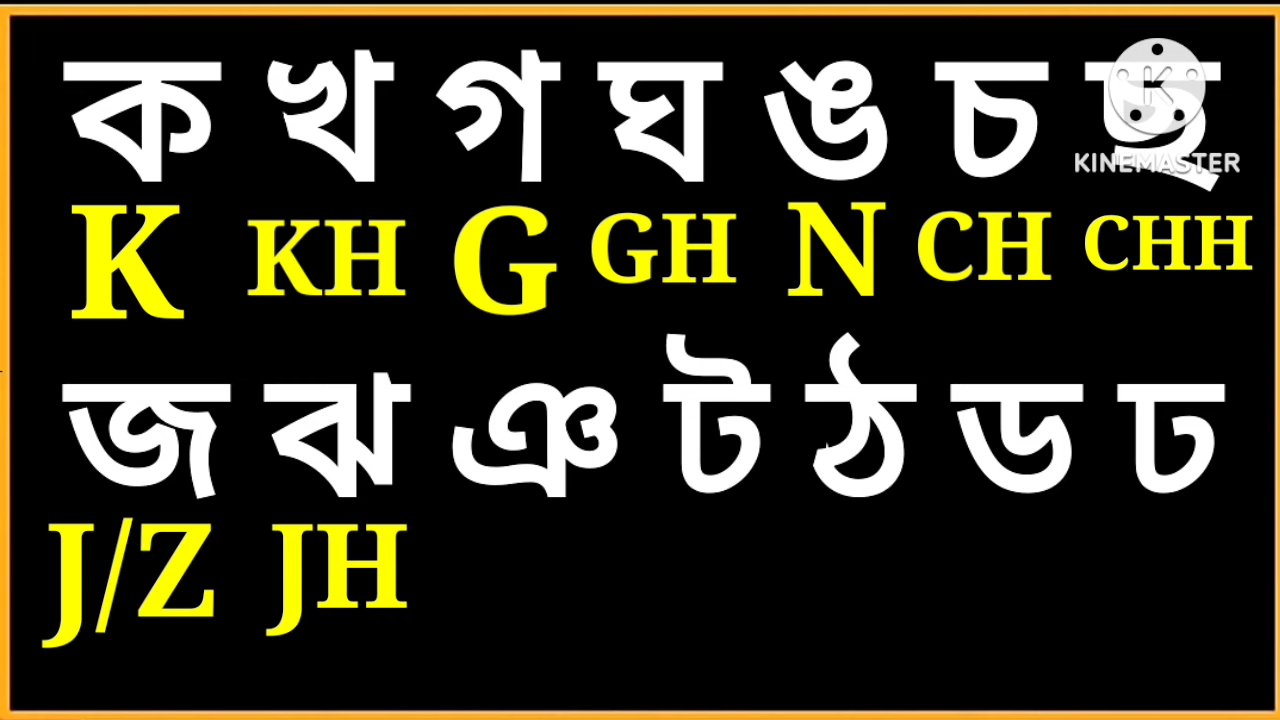 ক খ গ ঘ ঙ চ ছ
KINEMASTER
K KH G GH N CH CHH
জ ঝ ঞ ট ঠ ড ঢ
J/Z JH